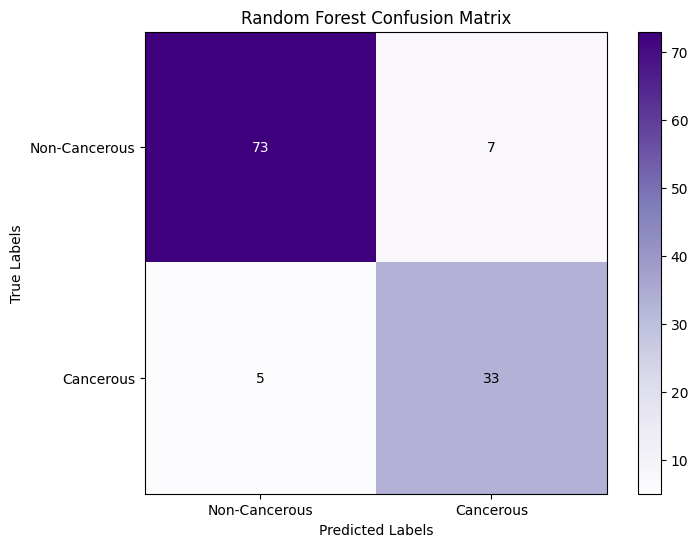 Random Forest Confusion Matrix
True Labels
Non-Cancerous
Cancerous
73
7
5
33
Non-Cancerous
Cancerous
Predicted Labels
70
60
50
40
30
20
10